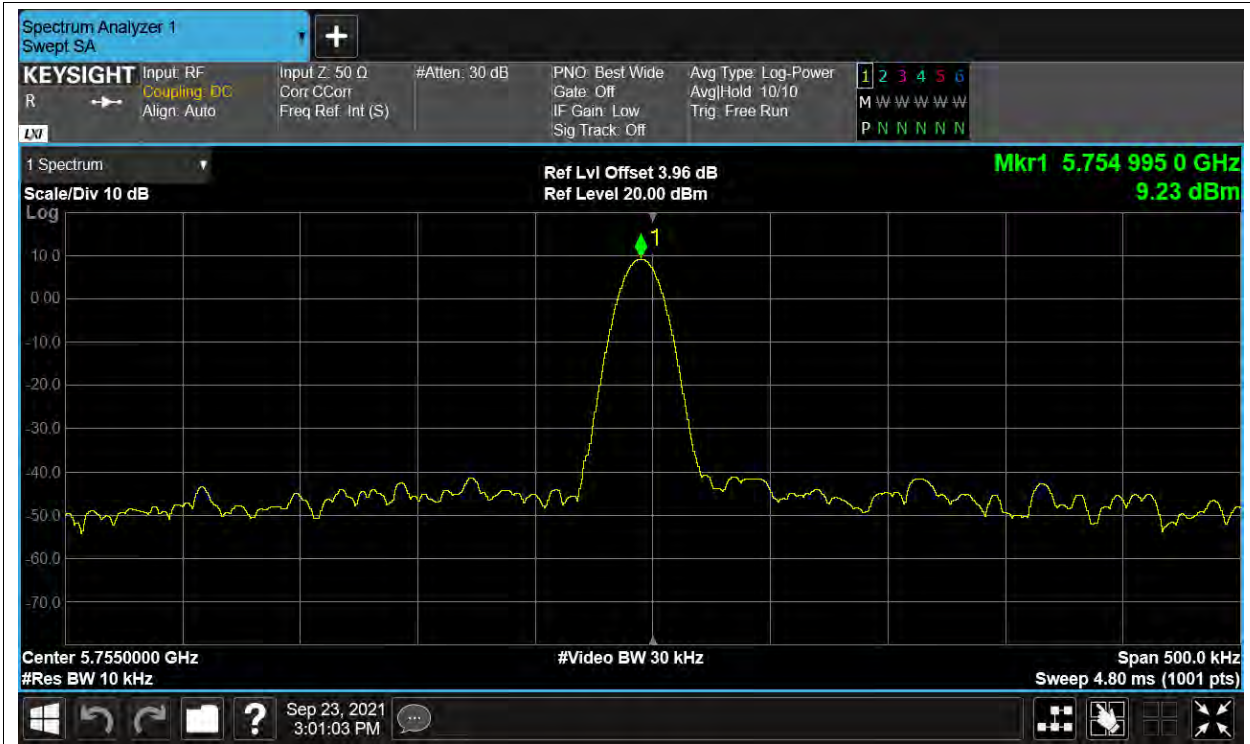 Spectrum Analyzer 1
Swept SA
KEYSIGHT Input: RF Input Z: 50 Ω #Atten: 30 dB PNO: Best Wide Avg Type: Log-Power 1 2 3 4 5 6
R Coupling: DC Corr CCorr Gate: Off Avg|Hold: 10/10 M W W W W W
Align: Auto Freq Ref: Int (S) IF Gain: Low Trig: Free Run
LXI Sig Track: Off P N N N N N
1 Spectrum Ref Lvl Offset 3.96 dB Mkr1 5.754 995 0 GHz
Scale/Div 10 dB Ref Level 20.00 dBm 9.23 dBm
Log
1
10.0
0.00
-10.0
-20.0
-30.0
-40.0
-50.0
-60.0
-70.0
Center 5.7550000 GHz #Video BW 30 kHz Span 500.0 kHz
#Res BW 10 kHz Sweep 4.80 ms (1001 pts)
? Sep 23, 2021
3:01:03 PM